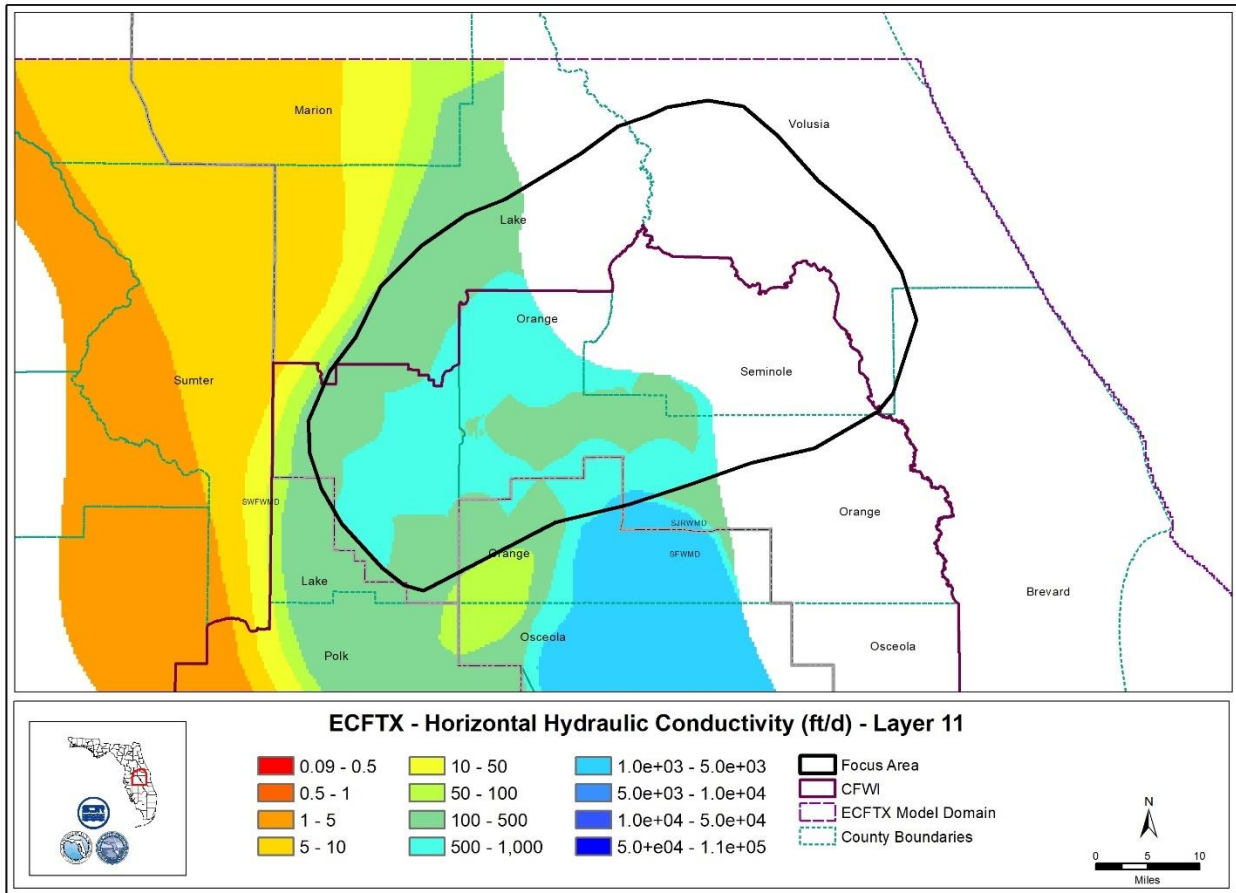 Marion
Volusia
Lake
Orange
Seminole
Sumter
SWFWMD
SJRWMD
Orange
Orange
SFWMD
Lake
Brevard
Osceola
Osceola
Polk
ECFTX - Horizontal Hydraulic Conductivity (ft/d) - Layer 11
0.09 - 0.5
0.5 - 1
1 - 5
5 - 10
10 - 50
50 - 100
100 - 500
500 - 1,000
1.0e+03 - 5.0e+03
5.0e+03 - 1.0e+04
1.0e+04 - 5.0e+04
5.0+e04 - 1.1e+05
Focus Area
CFWI
ECFTX Model Domain
County Boundaries
N
0 5 10
Miles